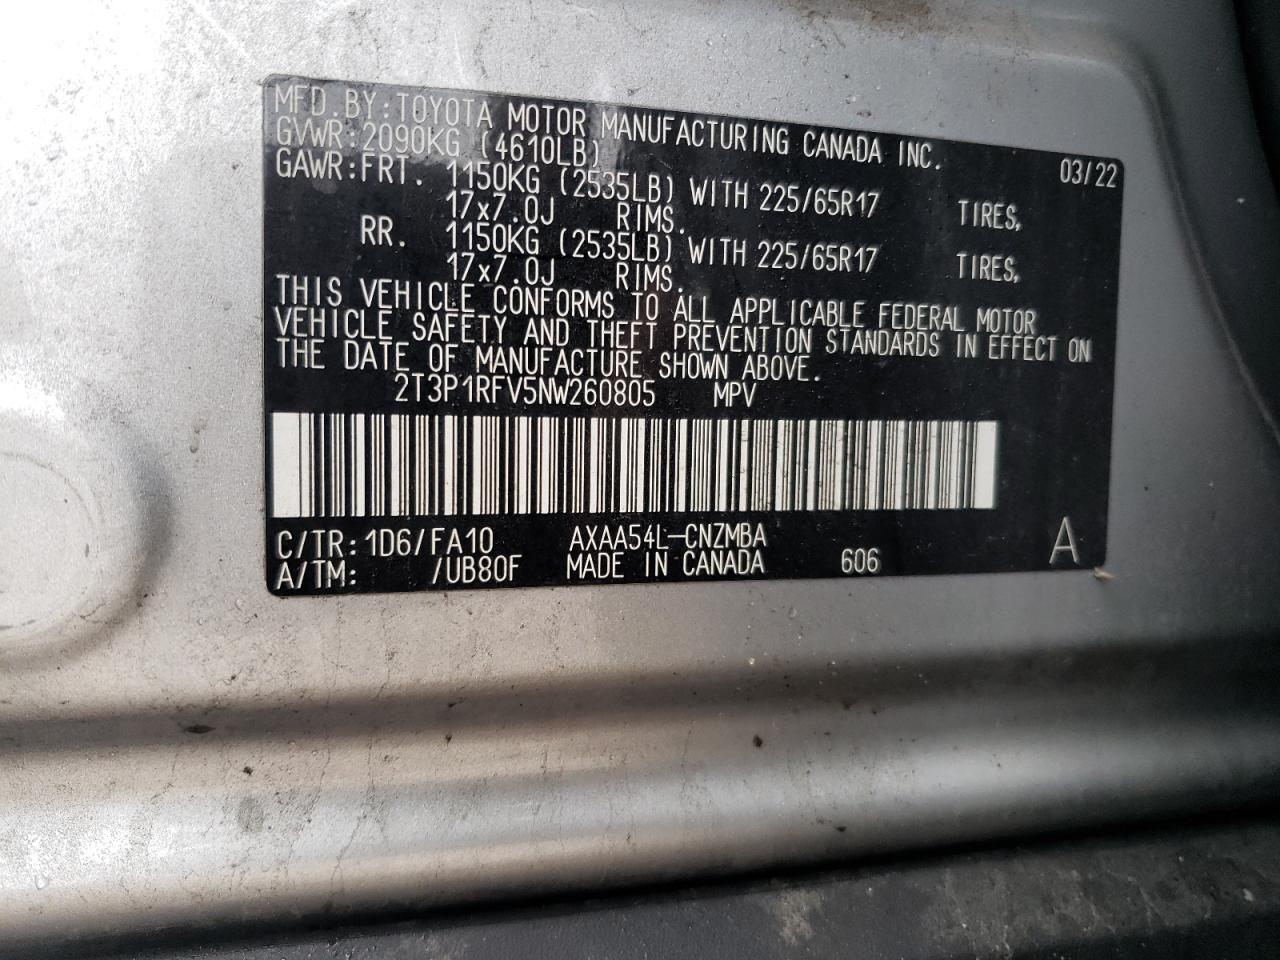 MFD.BY:TOYOTA MOTOR MANUFACTURING CANADA INC. 03/22
GVWR:2090KG (4610LB)
GAWR:FRT. 1150KG (2535LB) WITH 225/65R17 TIRES,
17x7.0J RIMS.
RR. 1150KG (2535LB) WITH 225/65R17 TIRES,
17x7.0J RIMS.
THIS VEHICLE CONFORMS TO ALL APPLICABLE FEDERAL MOTOR
VEHICLE SAFETY AND THEFT PREVENTION STANDARDS IN EFFECT ON
THE DATE OF MANUFACTURE SHOWN ABOVE.
2T3P1RFV5NW260805 MPV
C/TR:1D6/FA10 AXAA54L-CNZMBA
A/TM: /UB80F MADE IN CANADA 606 A